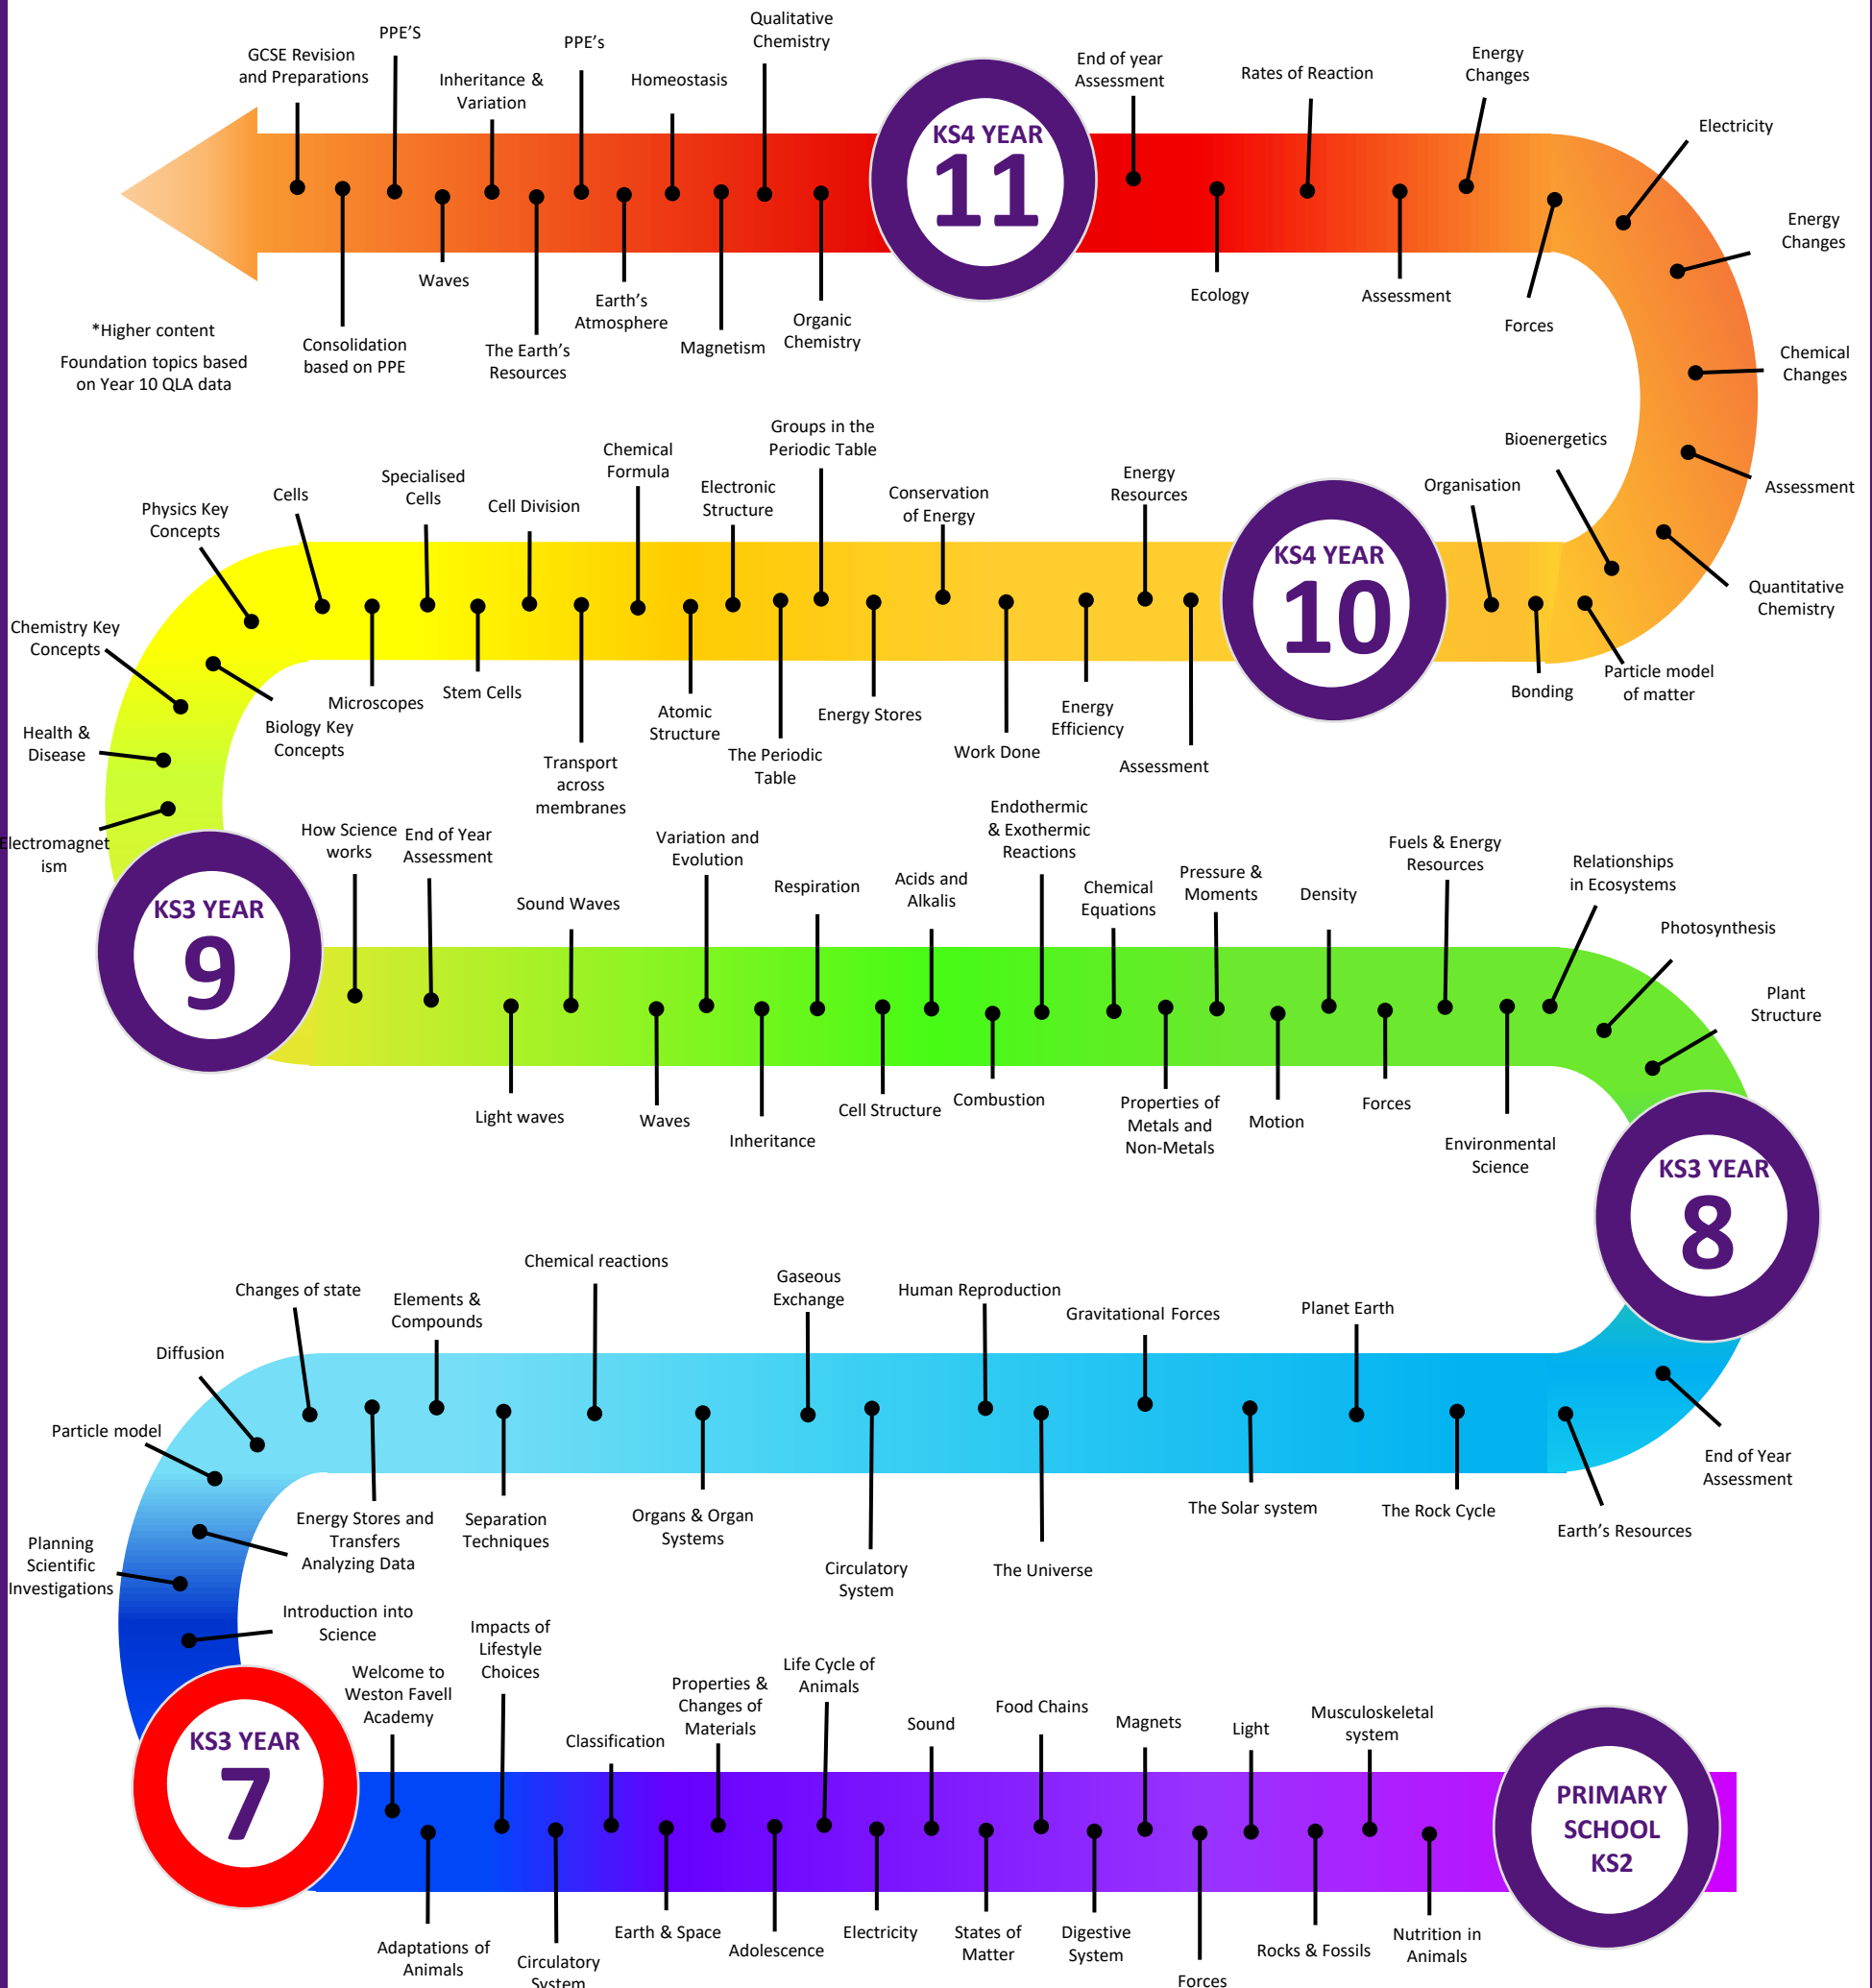 Qualitative
Chemistry
PPE'S
PPE's
GCSE Revision
and Preparations
Inheritance &
Variation
Homeostasis
End of year
Assessment
Rates of Reaction
Energy
Changes
Electricity
KS4 YEAR
11
Energy
Changes
Waves
Earth's
Atmosphere
Ecology
Assessment
Forces
*Higher content
Foundation topics based
on Year 10 QLA data
Consolidation
based on PPE
The Earth's
Resources
Magnetism
Organic
Chemistry
Chemical
Changes
Physics Key
Concepts
Cells
Specialised
Cells
Cell Division
Chemical
Formula
Electronic
Structure
Groups in the
Periodic Table
Conservation
of Energy
Energy
Resources
Organisation
Bioenergetics
Assessment
KS4 YEAR
10
Quantitative
Chemistry
Chemistry Key
Concepts
Health &
Disease
Biology Key
Concepts
Microscopes
Stem Cells
Transport
across
membranes
Atomic
Structure
The Periodic
Table
Energy Stores
Work Done
Energy
Efficiency
Assessment
Bonding
Particle model
of matter
Electromagnet
ism
How Science
works
End of Year
Assessment
Sound Waves
Variation and
Evolution
Respiration
Acids and
Alkalis
Endothermic
& Exothermic
Reactions
Chemical
Equations
Pressure &
Moments
Density
Fuels & Energy
Resources
Relationships
in Ecosystems
Photosynthesis
Plant
Structure
KS3 YEAR
9
Light waves
Waves
Inheritance
Cell Structure
Combustion
Properties of
Metals and
Non-Metals
Motion
Forces
Environmental
Science
KS3 YEAR
8
Changes of state
Elements &
Compounds
Chemical reactions
Gaseous
Exchange
Human Reproduction
Gravitational Forces
Planet Earth
Diffusion
Particle model
Planning
Scientific
Investigations
Energy Stores and
Transfers
Analyzing Data
Separation
Techniques
Organs & Organ
Systems
Circulatory
System
The Universe
The Solar system
The Rock Cycle
Earth's Resources
End of Year
Assessment
Introduction into
Science
Welcome to
Weston Favell
Academy
Impacts of
Lifestyle
Choices
Classification
Properties &
Changes of
Materials
Life Cycle of
Animals
Sound
Food Chains
Magnets
Light
Musculoskeletal
system
KS3 YEAR
7
PRIMARY
SCHOOL
KS2
Adaptations of
Animals
Circulatory
System
Earth & Space
Adolescence
Electricity
States of
Matter
Digestive
System
Forces
Rocks & Fossils
Nutrition in
Animals